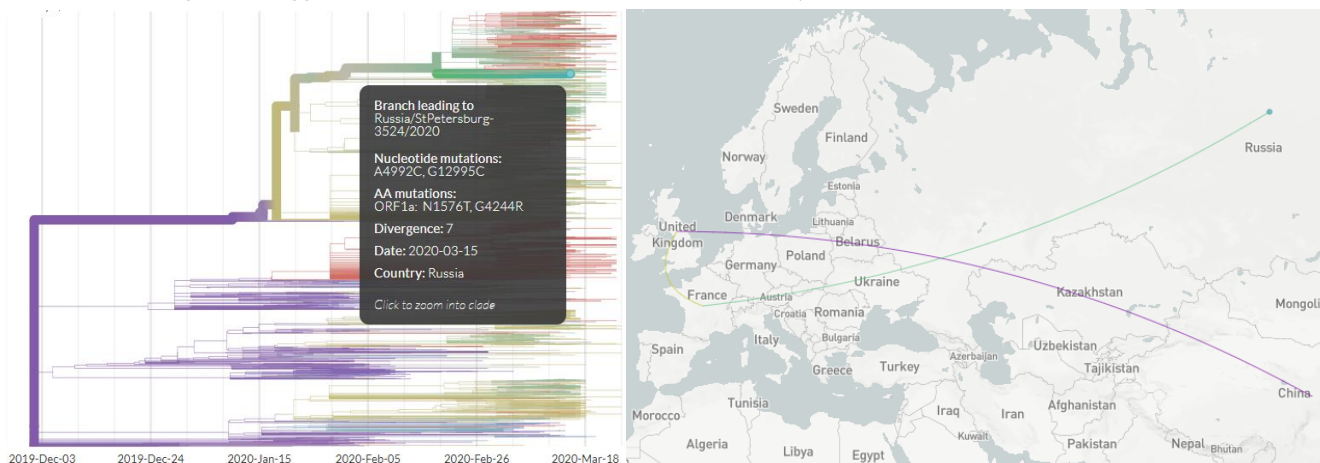 Branch leading to
Russia/StPetersburg-
3524/2020
Nucleotide mutations:
A4992C, G12995C
AA mutations:
ORF1a: N1576T, G4244R
Divergence: 7
Date: 2020-03-15
Country: Russia
Click to zoom into clade
2019-Dec-03 2019-Dec-24 2020-Jan-15 2020-Feb-05 2020-Feb-26 2020-Mar-18
Sweden
Finland
Norway
Russia
Estonia
Denmark
Lithuania
United
Kingdom
Belarus
Poland
Germany
Ukraine
Kazakhstan
France
Austria
Mongoli
Croatia
Romania
Bulgaria
Uzbekistan
Spain
Italy
Azerbaijan
Greece
Turkey
Tajikistan
China
Tunisia
Afghanistan
Morocco
Iraq
Iran
Kuwait
Pakistan
Nepal
Bhutan
Algeria
Libya
Egypt